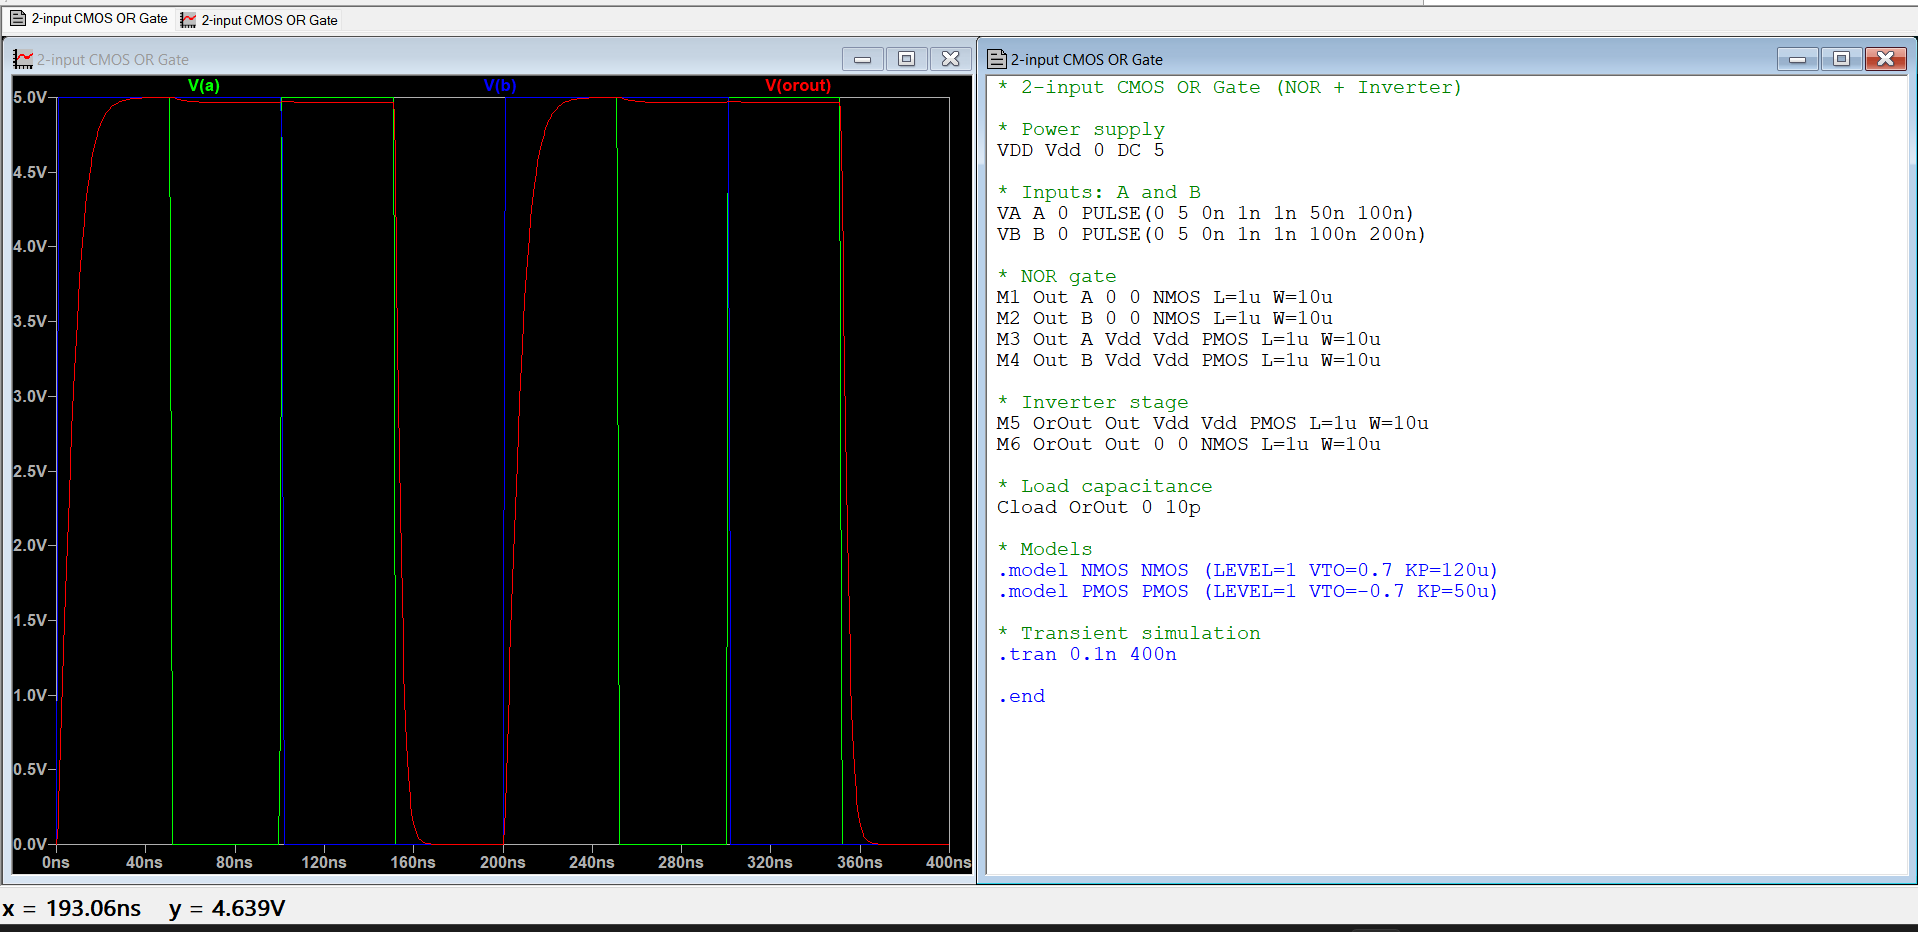 2-input CMOS OR Gate
2-input CMOS OR Gate
2-input CMOS OR Gate
V(a)
V(b)
V(orout)
5.0V
4.5V
4.0V
3.5V
3.0V
2.5V
2.0V
1.5V
1.0V
0.5V
0.0V
0ns
40ns
80ns
120ns
160ns
200ns
240ns
280ns
320ns
360ns
400ns
2-input CMOS OR Gate
* 2-input CMOS OR Gate (NOR + Inverter)
* Power supply
VDD Vdd 0 DC 5
* Inputs: A and B
VA A 0 PULSE(0 5 0n 1n 1n 50n 100n)
VB B 0 PULSE(0 5 0n 1n 1n 100n 200n)
* NOR gate
M1 Out A 0 0 NMOS L=1u W=10u
M2 Out B 0 0 NMOS L=1u W=10u
M3 Out A Vdd Vdd PMOS L=1u W=10u
M4 Out B Vdd Vdd PMOS L=1u W=10u
* Inverter stage
M5 OrOut Out Vdd Vdd PMOS L=1u W=10u
M6 OrOut Out 0 0 NMOS L=1u W=10u
* Load capacitance
Cload OrOut 0 10p
* Models
.model NMOS NMOS (LEVEL=1 VTO=0.7 KP=120u)
.model PMOS PMOS (LEVEL=1 VTO=-0.7 KP=50u)
* Transient simulation
.tran 0.1n 400n
.end
x = 193.06ns y = 4.639V